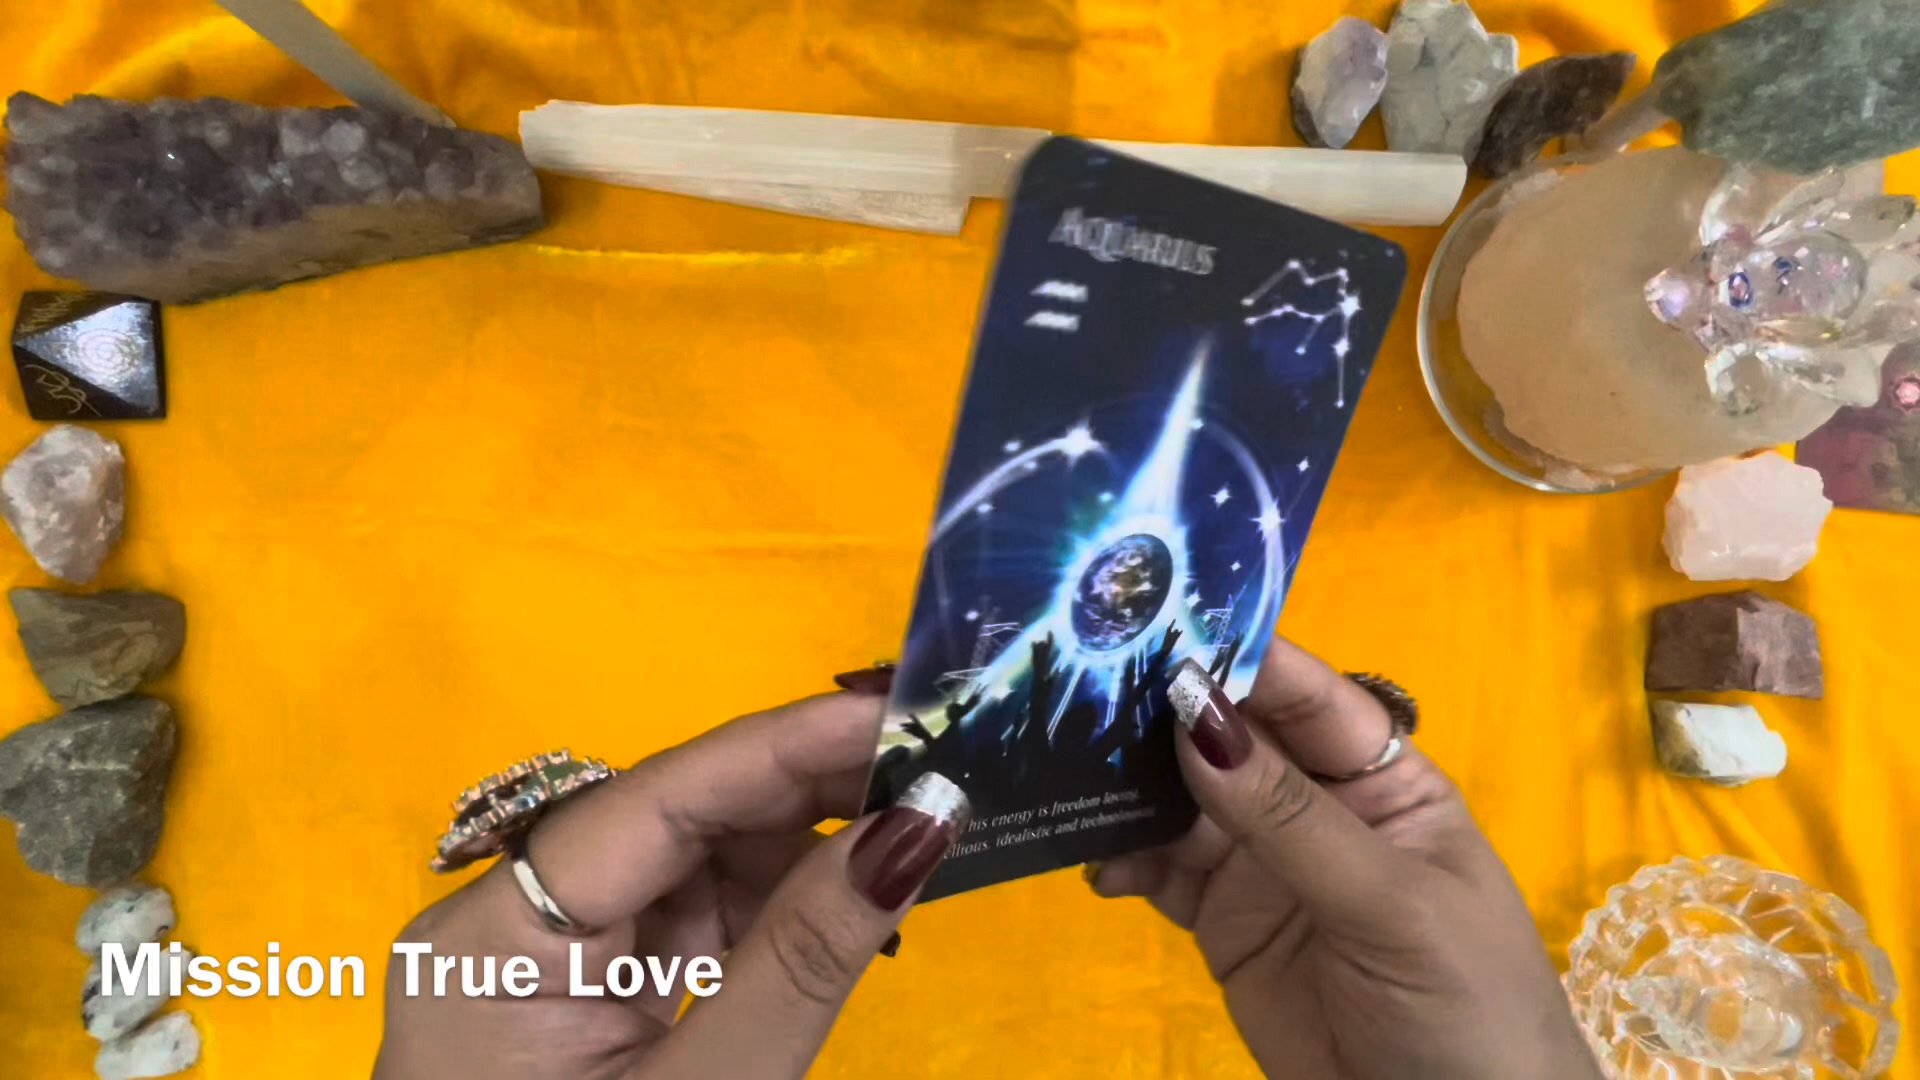 Aquarius
his energy is freedom loving,
ellious, idealistic and technological
Mission True Love